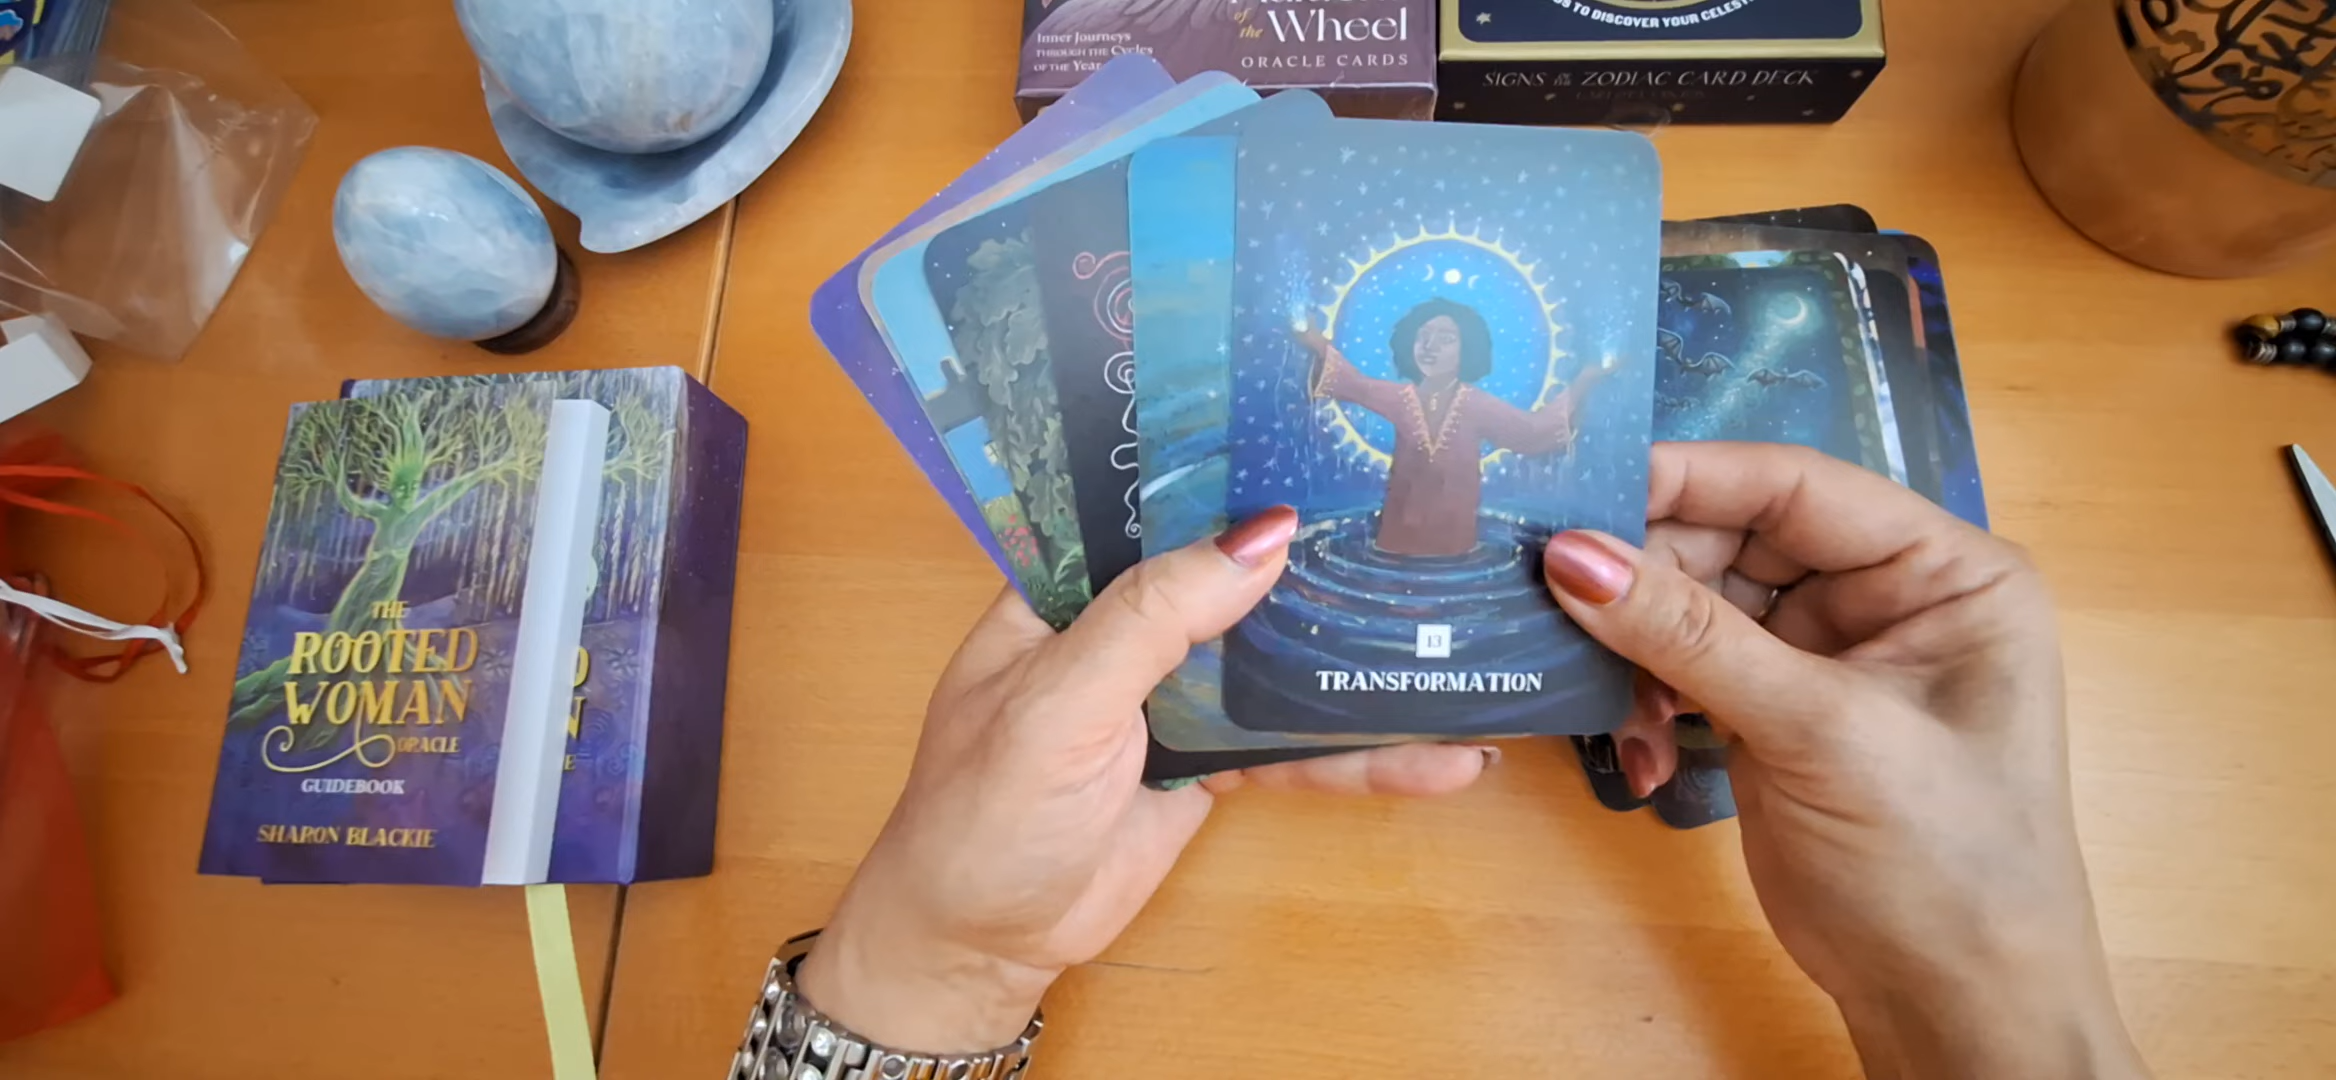 Inner Journeys
THROUGH THE Cycles
OF THE Year
of
the Wheel
ORACLE CARDS
TO DISCOVER YOUR
SIGNS OF THE ZODIAC CARD DECK
13
TRANSFORMATION
THE
ROOTED
WOMAN
ORACLE
GUIDEBOOK
SHARON BLACKIE